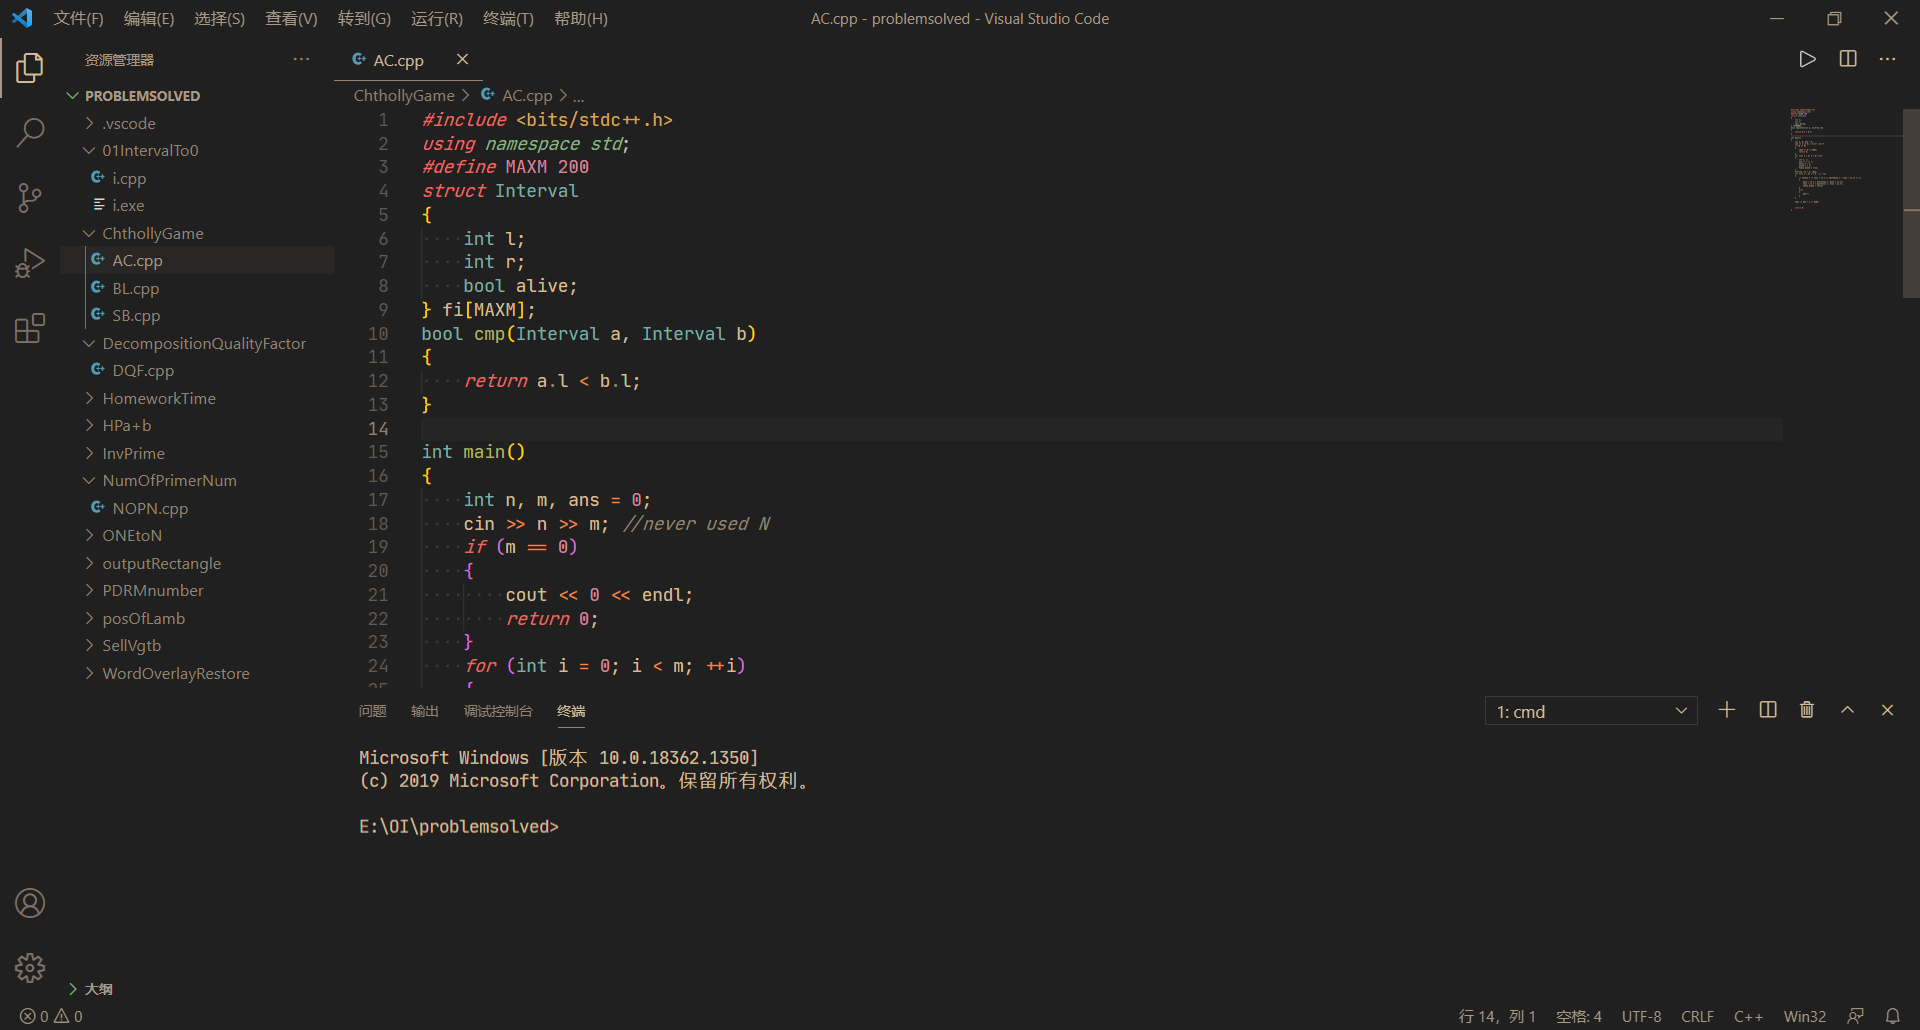 文件(F) 编辑(E) 选择(S) 查看(V) 转到(G) 运行(R) 终端(T) 帮助(H)
AC.cpp - problemsolved - Visual Studio Code
资源管理器
PROBLEMSOLVED
.vscode
01IntervalTo0
i.cpp
i.exe
ChthollyGame
AC.cpp
BL.cpp
SB.cpp
DecompositionQualityFactor
DQF.cpp
HomeworkTime
HPa+b
InvPrime
NumOfPrimerNum
NOPN.cpp
ONEtoN
outputRectangle
PDRMnumber
posOfLamb
SellVgtb
WordOverlayRestore
大纲
AC.cpp
ChthollyGame > AC.cpp > ...
1 #include <bits/stdc++.h>
2 using namespace std;
3 #define MAXM 200
4 struct Interval
5 {
6 int l;
7 int r;
8 bool alive;
9 } fi[MAXM];
10 bool cmp(Interval a, Interval b)
11 {
12 return a.l < b.l;
13 }
14
15 int main()
16 {
17 int n, m, ans = 0;
18 cin >> n >> m; //never used N
19 if (m == 0)
20 {
21 cout << 0 << endl;
22 return 0;
23 }
24 for (int i = 0; i < m; ++i)
25 {
问题 输出 调试控制台 终端
1: cmd
Microsoft Windows [版本 10.0.18362.1350]
(c) 2019 Microsoft Corporation。保留所有权利。
E:\OI\problemsolved>
0 0
行 14，列 1 空格: 4 UTF-8 CRLF C++ Win32